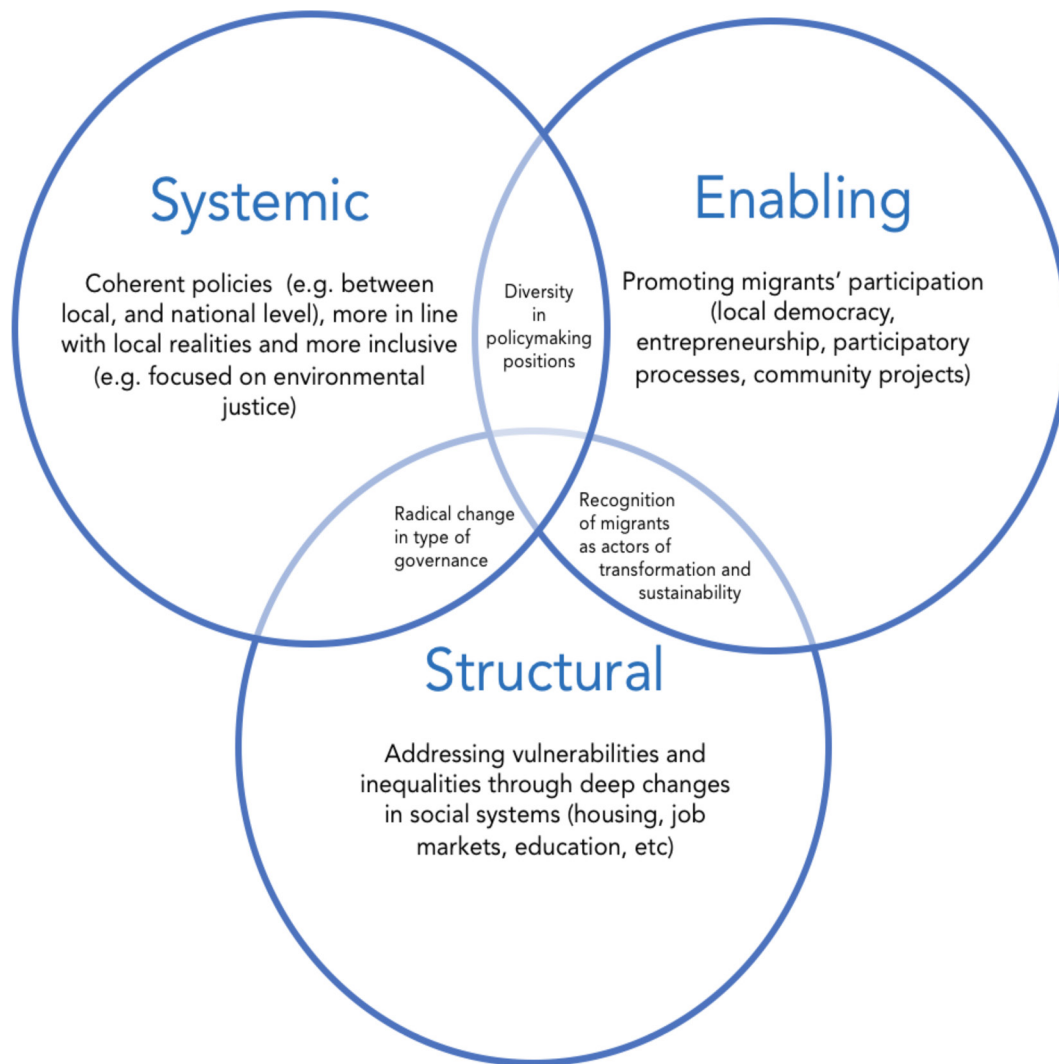 Systemic
Coherent policies  (e.g. between
local, and national level), more in line
with local realities and more inclusive
(e.g. focused on environmental
justice)
Diversity
in
policymaking
positions
Enabling
Promoting migrants’ participation
(local democracy,
entrepreneurship, participatory
processes, community projects)
Radical change
in type of
governance
Recognition
of migrants
as actors of
transformation and
sustainability
Structural
Addressing vulnerabilities and
inequalities through deep changes
in social systems (housing, job
markets, education, etc)